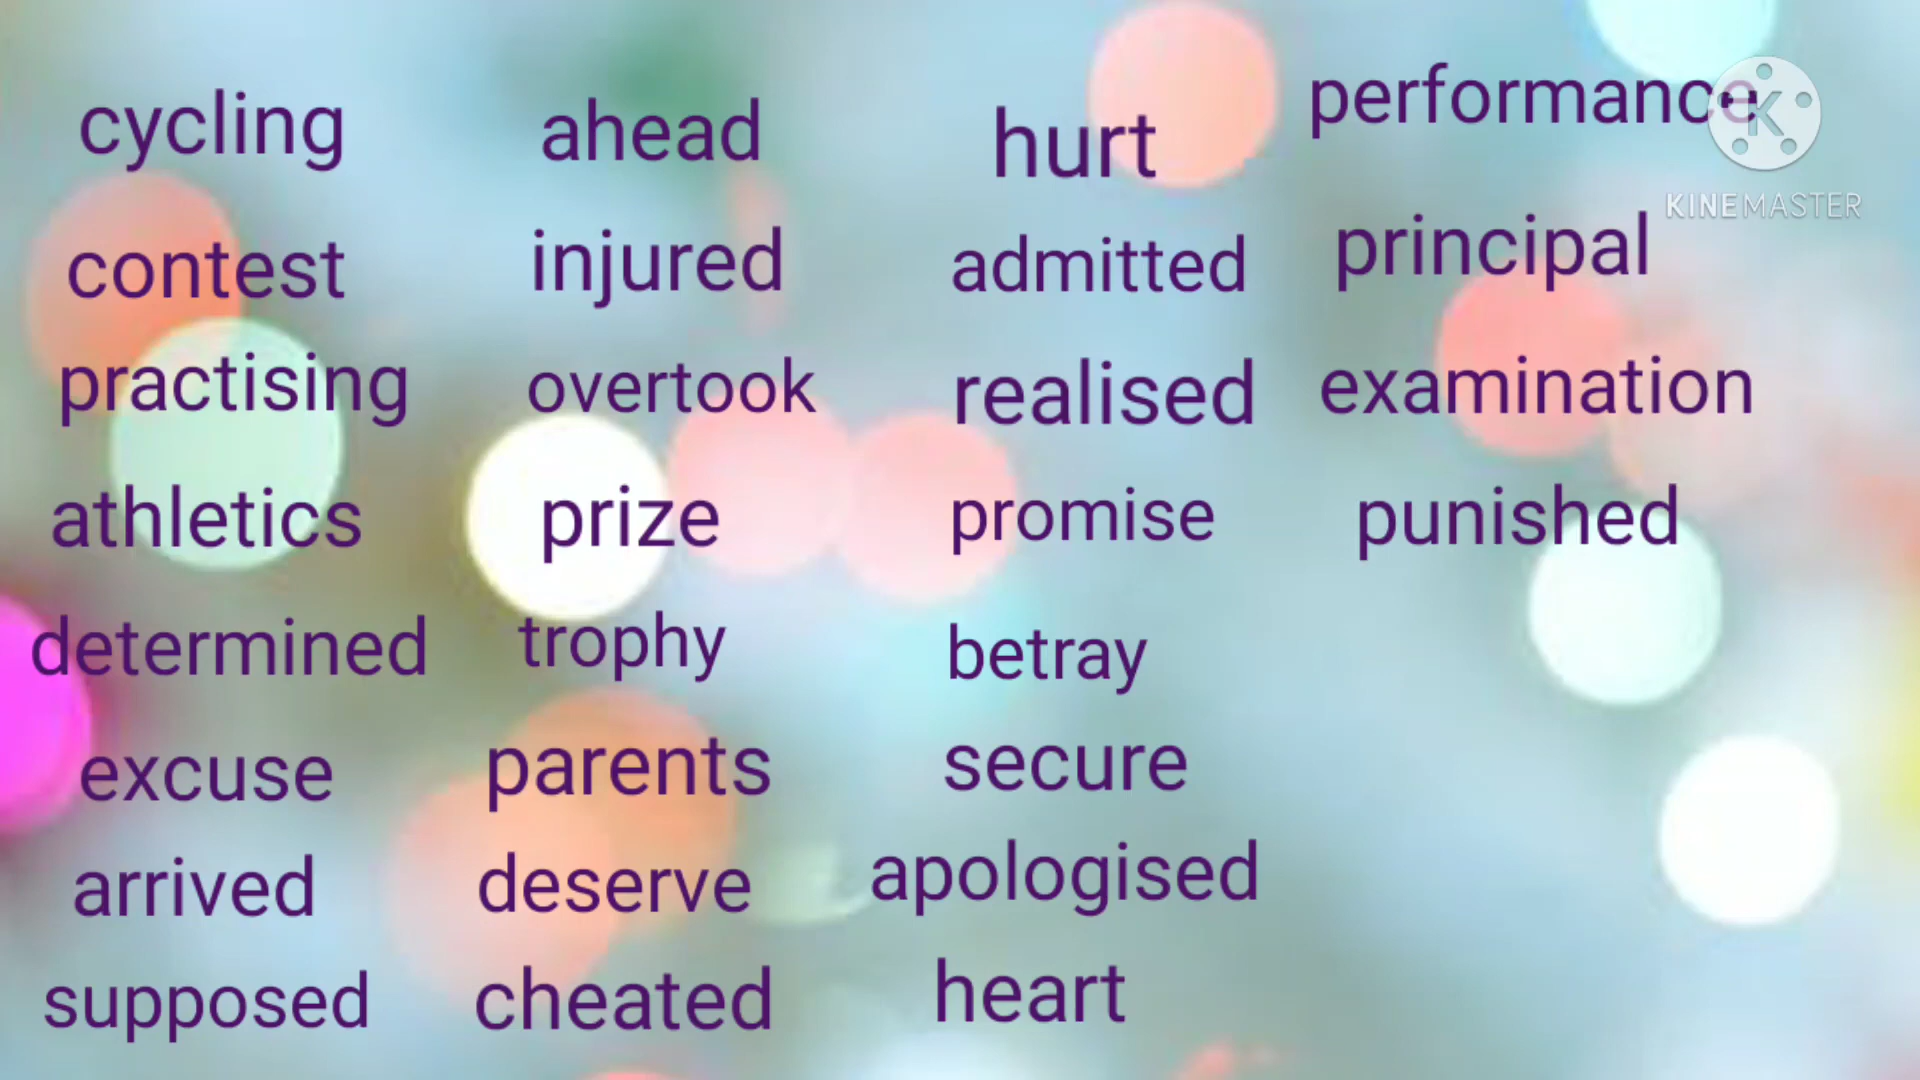 cycling
contest
practising
athletics
determined
excuse
arrived
supposed
ahead
injured
overtook
prize
trophy
parents
deserve
cheated
hurt
admitted
realised
promise
betray
secure
apologised
heart
performance
principal
examination
punished
K
KINEMASTER